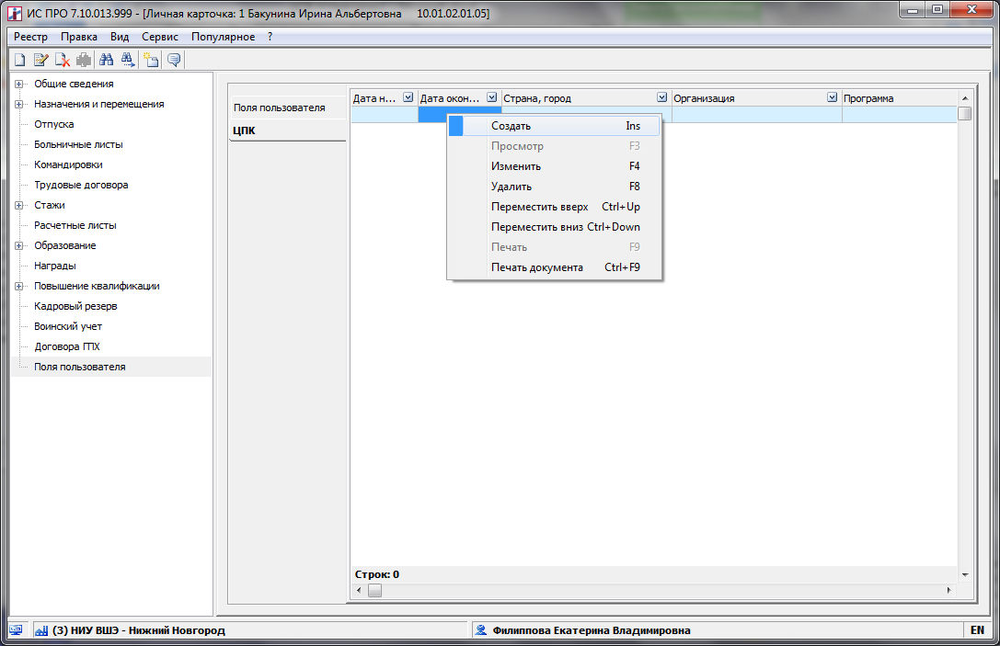 ИС ПРО 7.10.013.999 - [Личная карточка: 1 Бакунина Ирина Альбертовна 10.01.02.01.05]
Реестр Правка Вид Сервис Популярное ?
Общие сведения
Назначения и перемещения
Отпуска
Больничные листы
Командировки
Трудовые договора
Стажи
Расчетные листы
Образование
Награды
Повышение квалификации
Кадровый резерв
Воинский учет
Договора ГПХ
Поля пользователя
Поля пользователя
ЦПК
Дата н... Дата окон... Страна, город Организация Программа
Создать Ins
Просмотр F3
Изменить F4
Удалить F8
Переместить вверх Ctrl+Up
Переместить вниз Ctrl+Down
Печать F9
Печать документа Ctrl+F9
Строк: 0
(3) НИУ ВШЭ - Нижний Новгород Филиппова Екатерина Владимировна EN